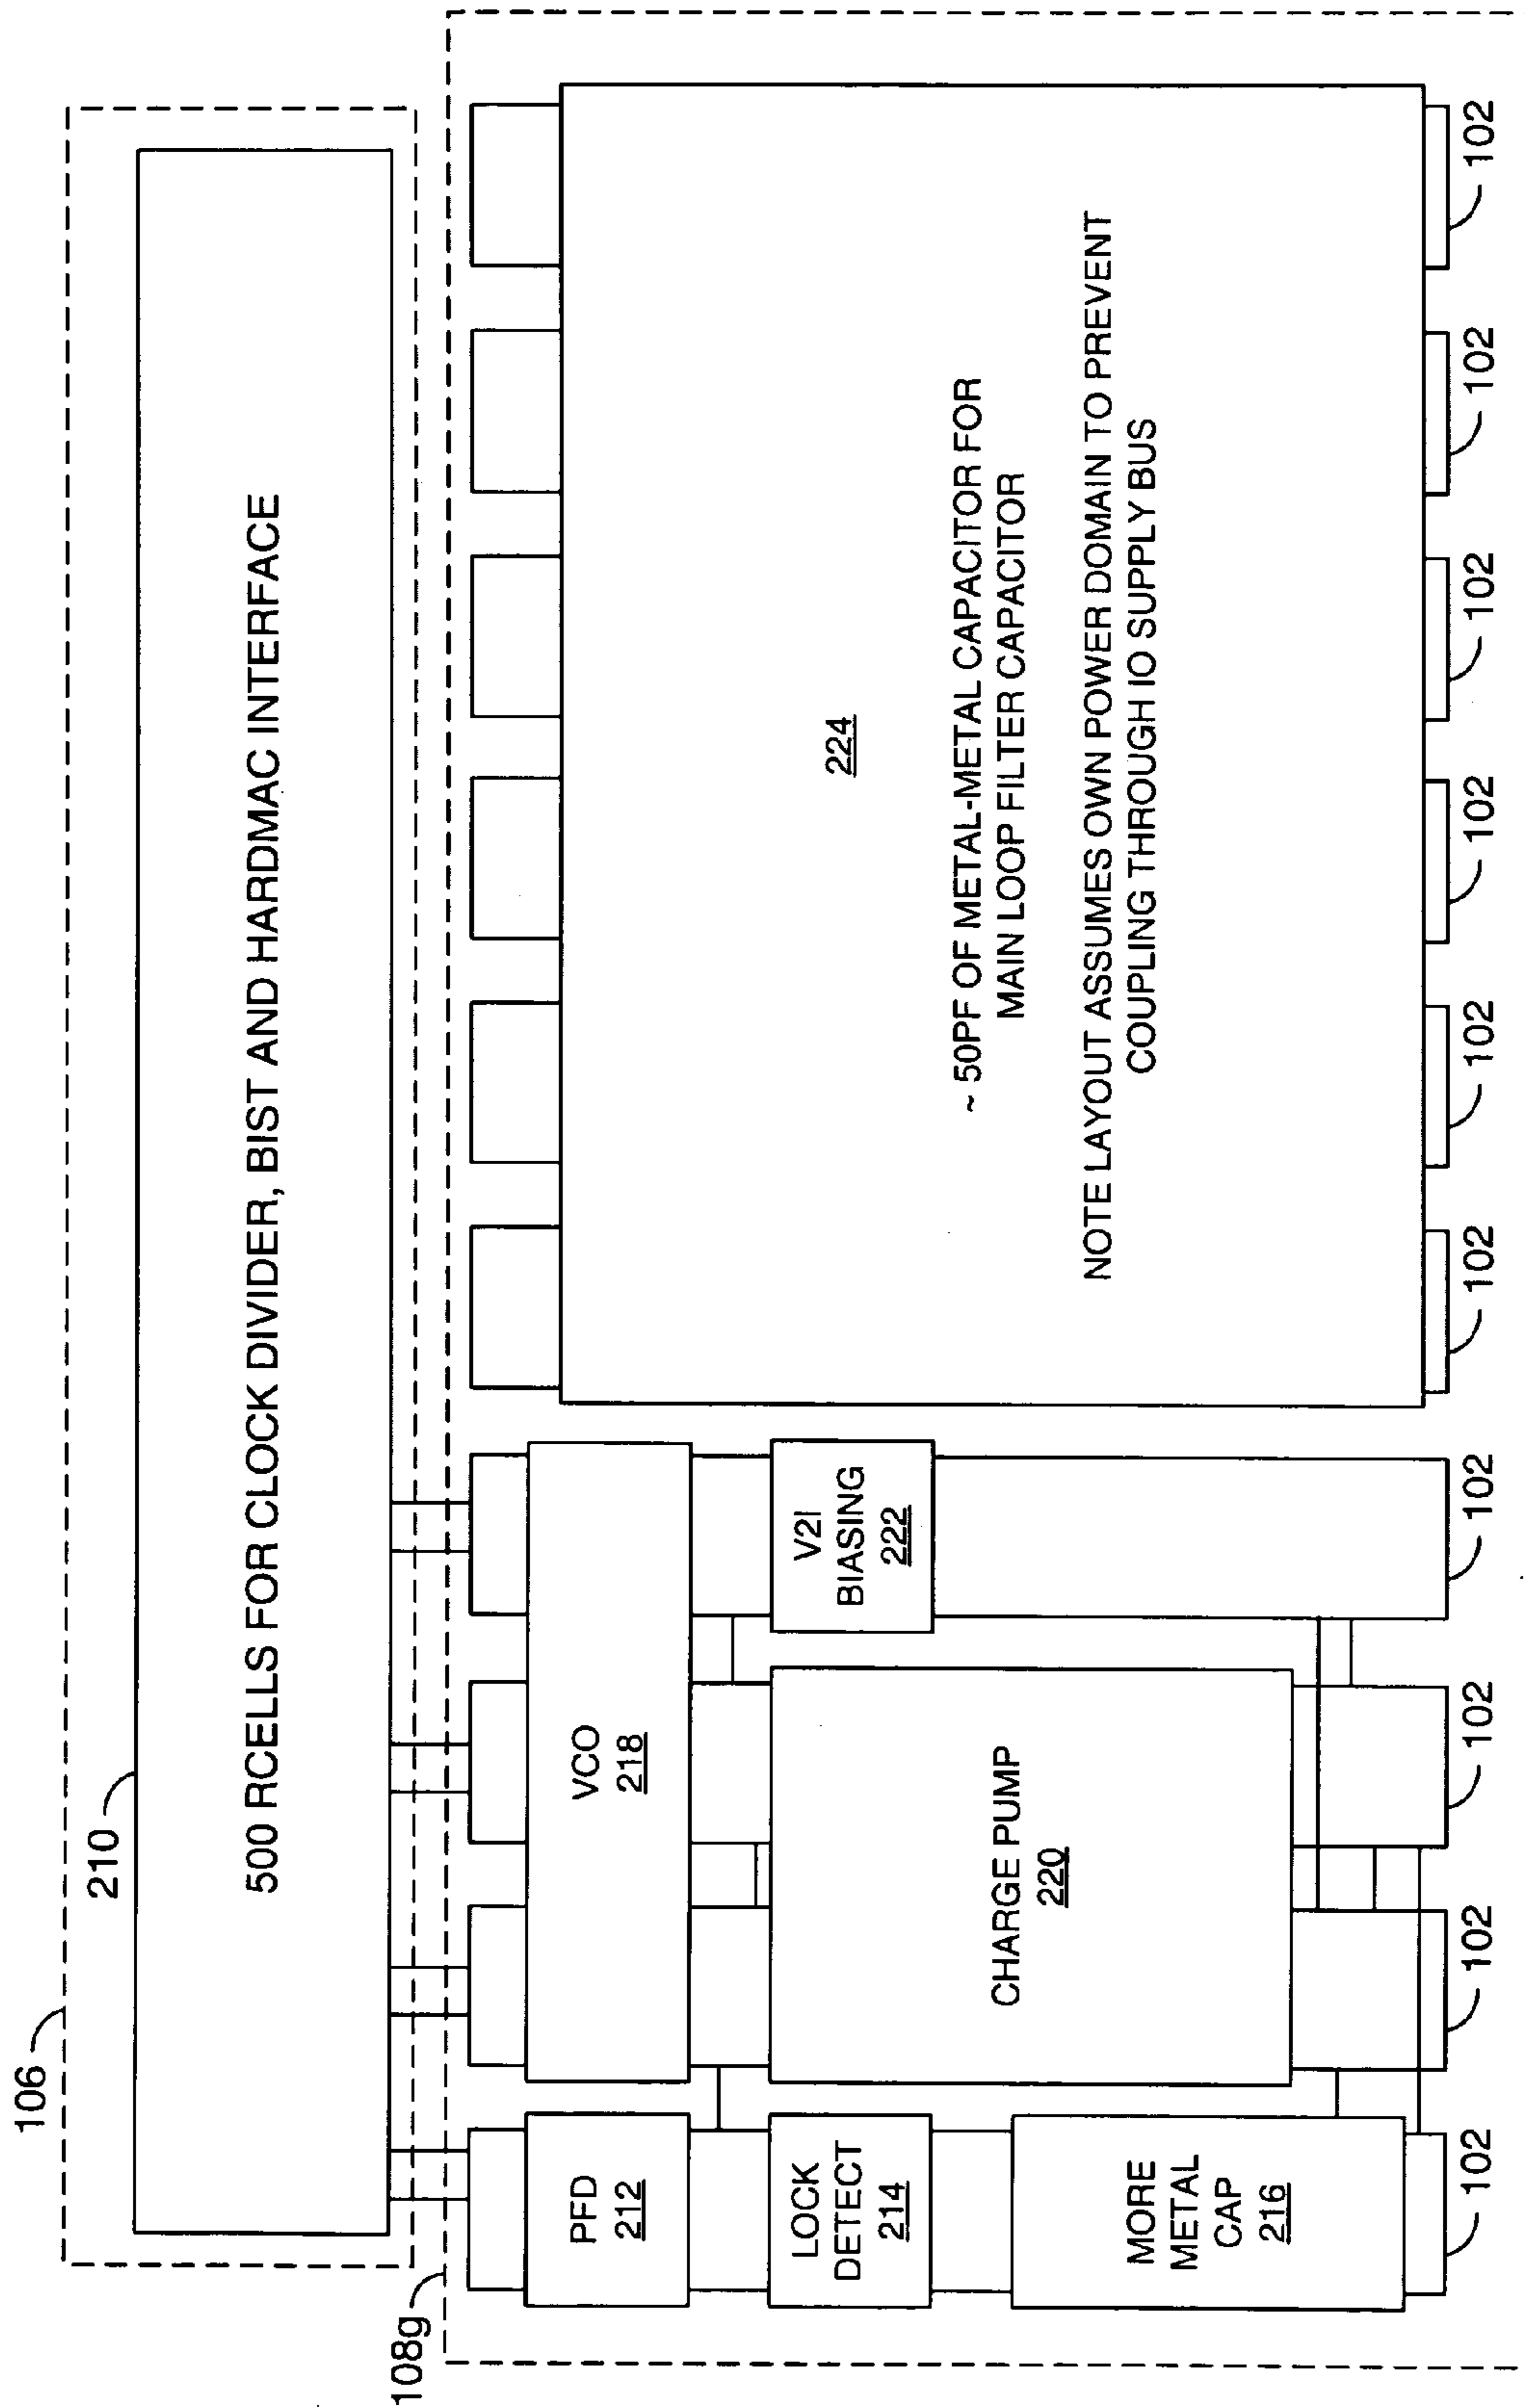 106
210
500 RCELLS FOR CLOCK DIVIDER, BIST AND HARDMAC INTERFACE
108g
PFD
212
LOCK
DETECT
214
MORE
METAL
CAP
216
VCO
218
CHARGE PUMP
220
V2I
BIASING
222
224
~ 50PF OF METAL-METAL CAPACITOR FOR
MAIN LOOP FILTER CAPACITOR
NOTE LAYOUT ASSUMES OWN POWER DOMAIN TO PREVENT
COUPLING THROUGH IO SUPPLY BUS
102
102
102
102
102
102
102
102
102
102